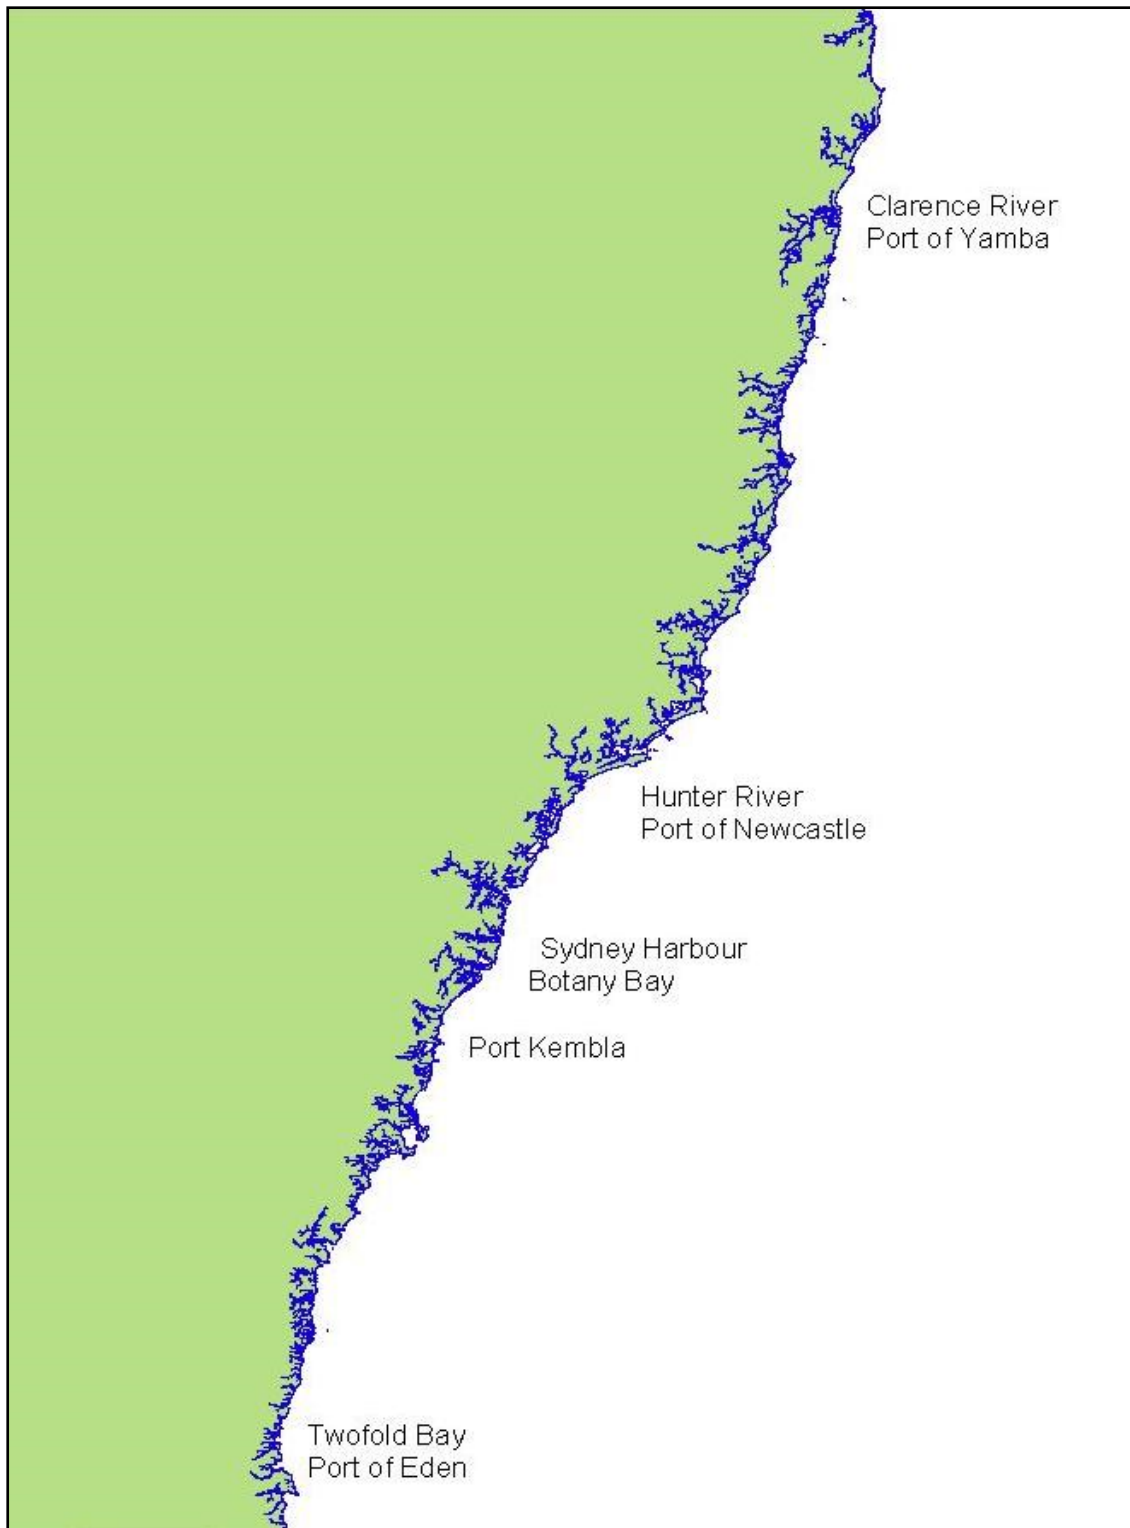 Clarence River
Port of Yamba
Hunter River
Port of Newcastle
Sydney Harbour
Botany Bay
Port Kembla
Twofold Bay
Port of Eden